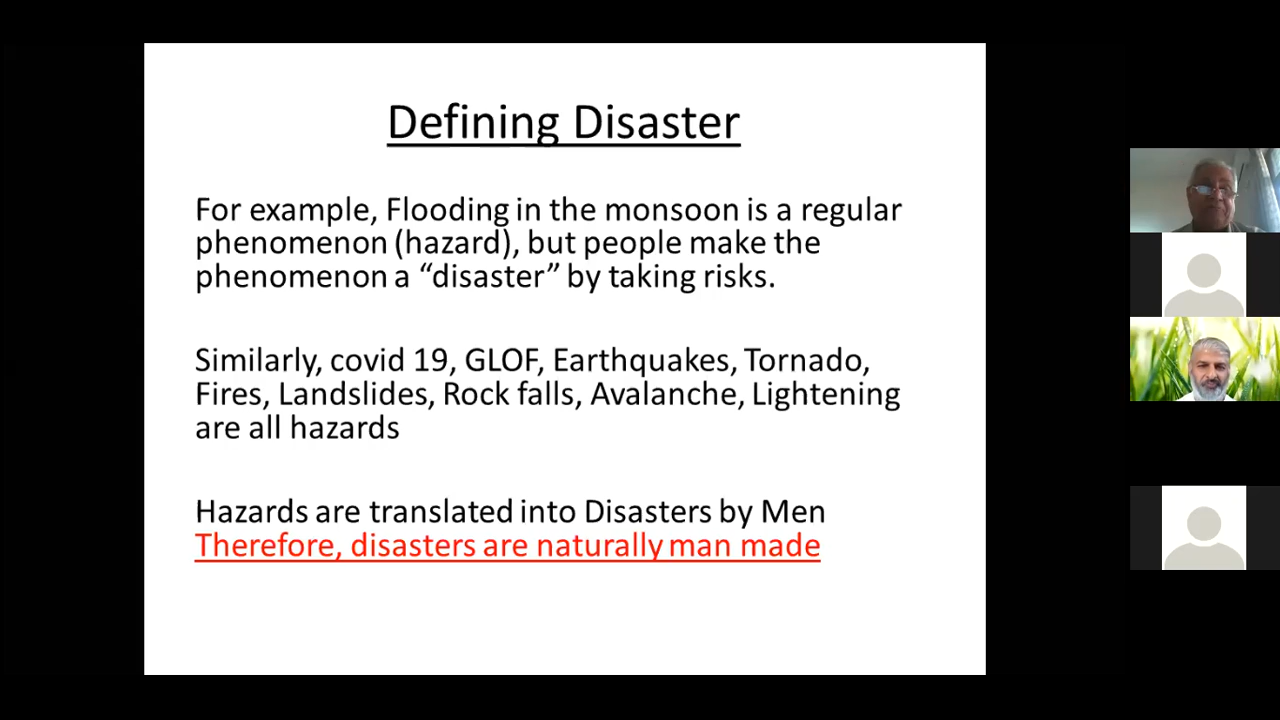 Defining Disaster
For example, Flooding in the monsoon is a regular
phenomenon (hazard), but people make the
phenomenon a “disaster” by taking risks.
Similarly, covid 19, GLOF, Earthquakes, Tornado,
Fires, Landslides, Rock falls, Avalanche, Lightening
are all hazards
Hazards are translated into Disasters by Men
Therefore, disasters are naturally man made